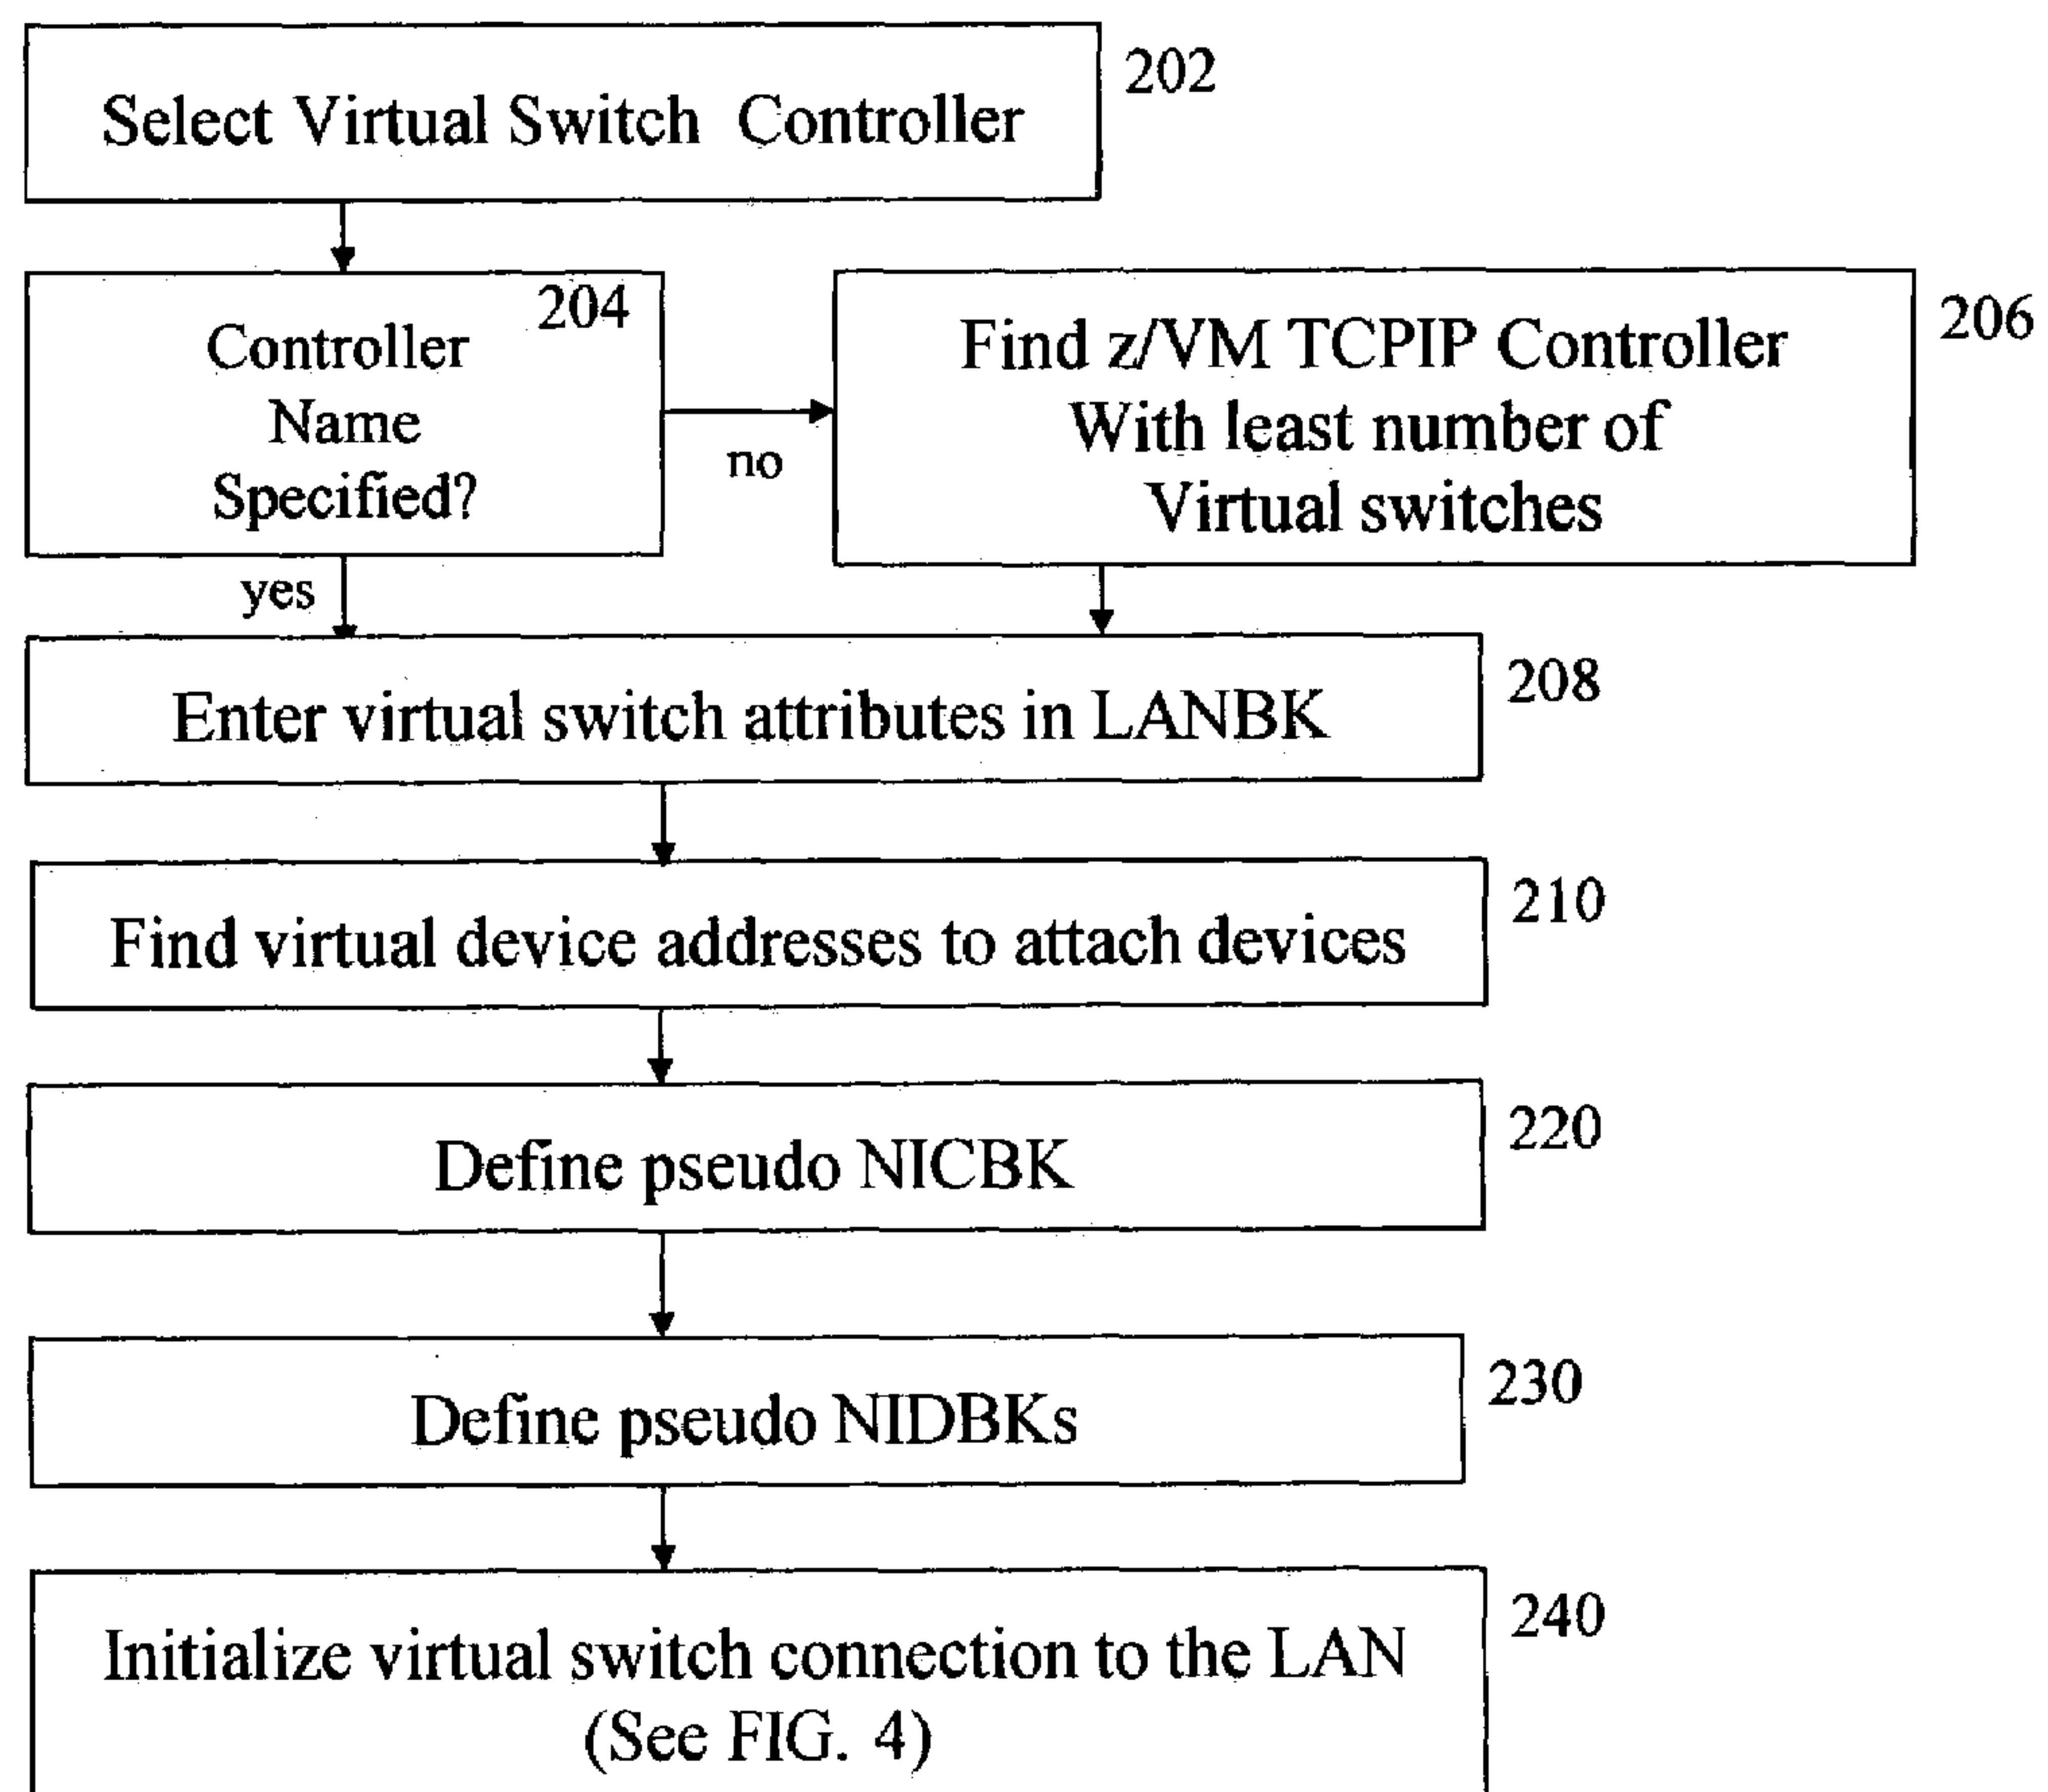 Select Virtual Switch Controller
202
204
Controller
Name
Specified?
no
Find z/VM TCPIP Controller
With least number of
Virtual switches
206
yes
Enter virtual switch attributes in LANBK
208
Find virtual device addresses to attach devices
210
Define pseudo NICBK
220
Define pseudo NIDBKs
230
Initialize virtual switch connection to the LAN
(See FIG. 4)
240